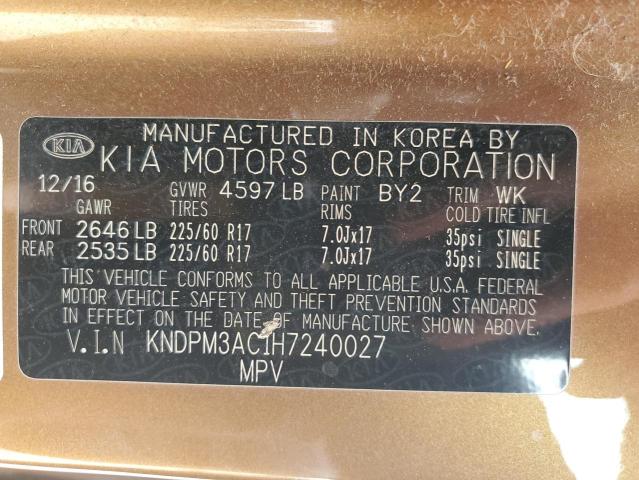 KIA MANUFACTURED IN KOREA BY
KIA MOTORS CORPORATION
12/16 GVWR 4597 LB PAINT BY2 TRIM WK
GAWR TIRES RIMS COLD TIRE INFL
FRONT 2646 LB 225/60 R17 7.0Jx17 35psi SINGLE
REAR 2535 LB 225/60 R17 7.0Jx17 35psi SINGLE
THIS VEHICLE CONFORMS TO ALL APPLICABLE U.S.A. FEDERAL
MOTOR VEHICLE SAFETY AND THEFT PREVENTION STANDARDS
IN EFFECT ON THE DATE OF MANUFACTURE SHOWN ABOVE.
V.I.N KNDPM3AC1H7240027
MPV